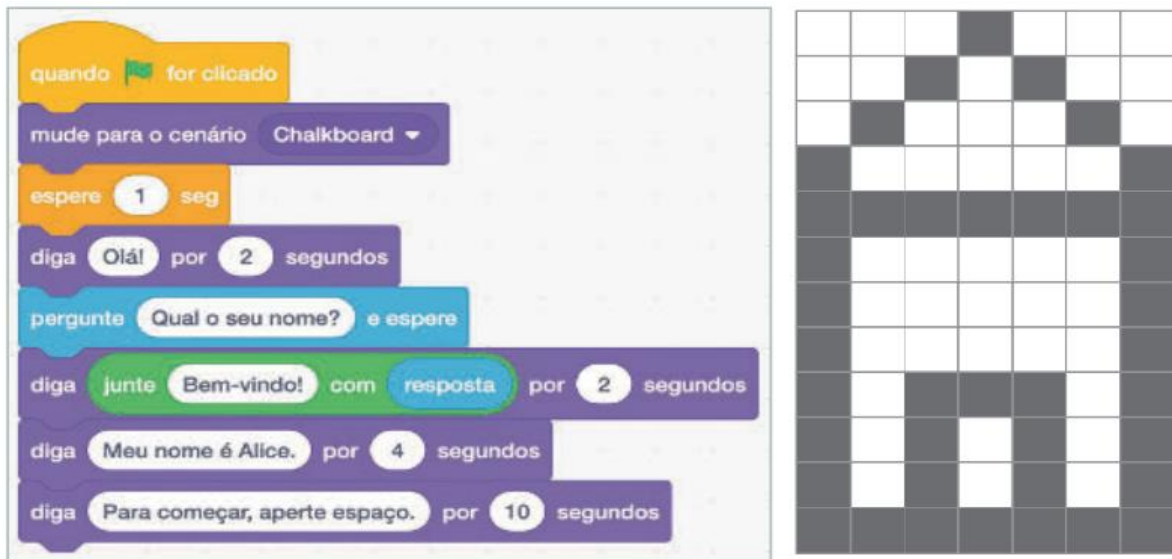 quando for clicado
mude para o cenário Chalkboard
espere 1 seg
diga Olá! por 2 segundos
pergunte Qual o seu nome? e espere
diga junte Bem-vindo! com resposta por 2 segundos
diga Meu nome é Alice. por 4 segundos
diga Para começar, aperte espaço. por 10 segundos